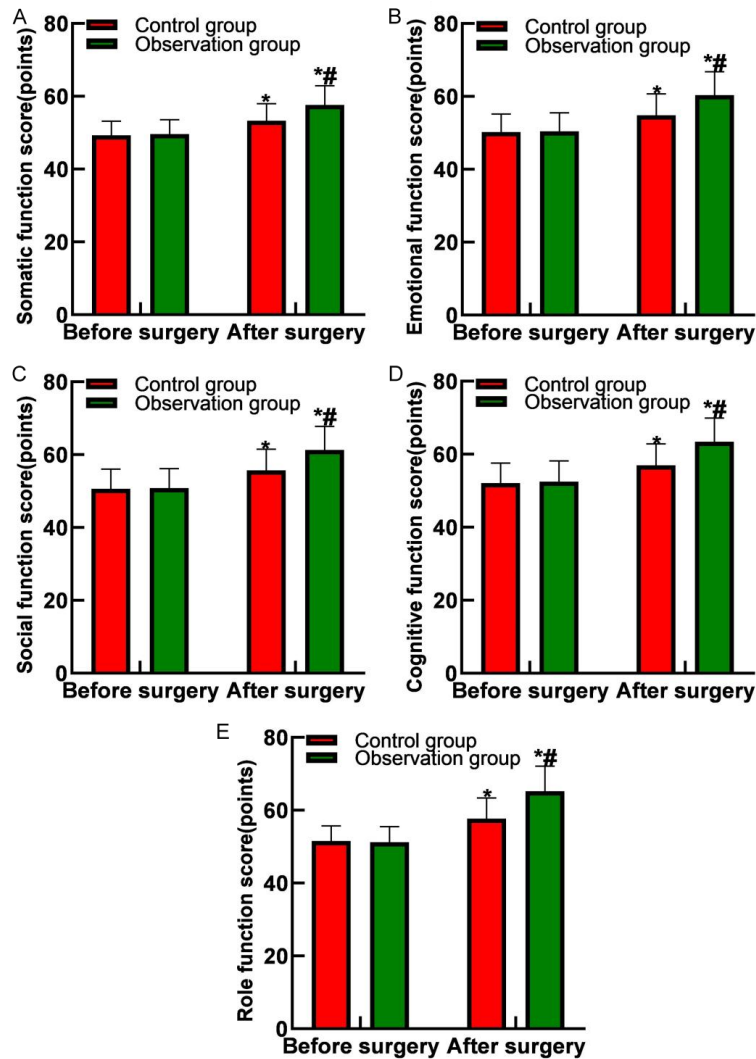 A
Control group
Observation group
Somatic function score(points)
80
60
40
20
0
*
*#
Before surgery After surgery
B
Control group
Observation group
Emotional function score(points)
80
60
40
20
0
*
*#
Before surgery After surgery
C
Control group
Observation group
Social function score(points)
80
60
40
20
0
*
*#
Before surgery After surgery
D
Control group
Observation group
Cognitive function score(points)
80
60
40
20
0
*
*#
Before surgery After surgery
E
Control group
Observation group
Role function score(points)
80
60
40
20
0
*
*#
Before surgery After surgery